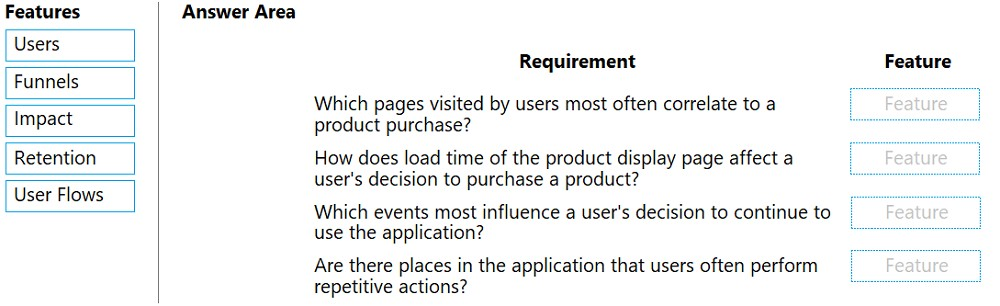 Features
Users
Funnels
Impact
Retention
User Flows
Answer Area
Requirement
Feature
Which pages visited by users most often correlate to a
product purchase?
Feature
How does load time of the product display page affect a
user's decision to purchase a product?
Feature
Which events most influence a user's decision to continue to
use the application?
Feature
Are there places in the application that users often perform
repetitive actions?
Feature